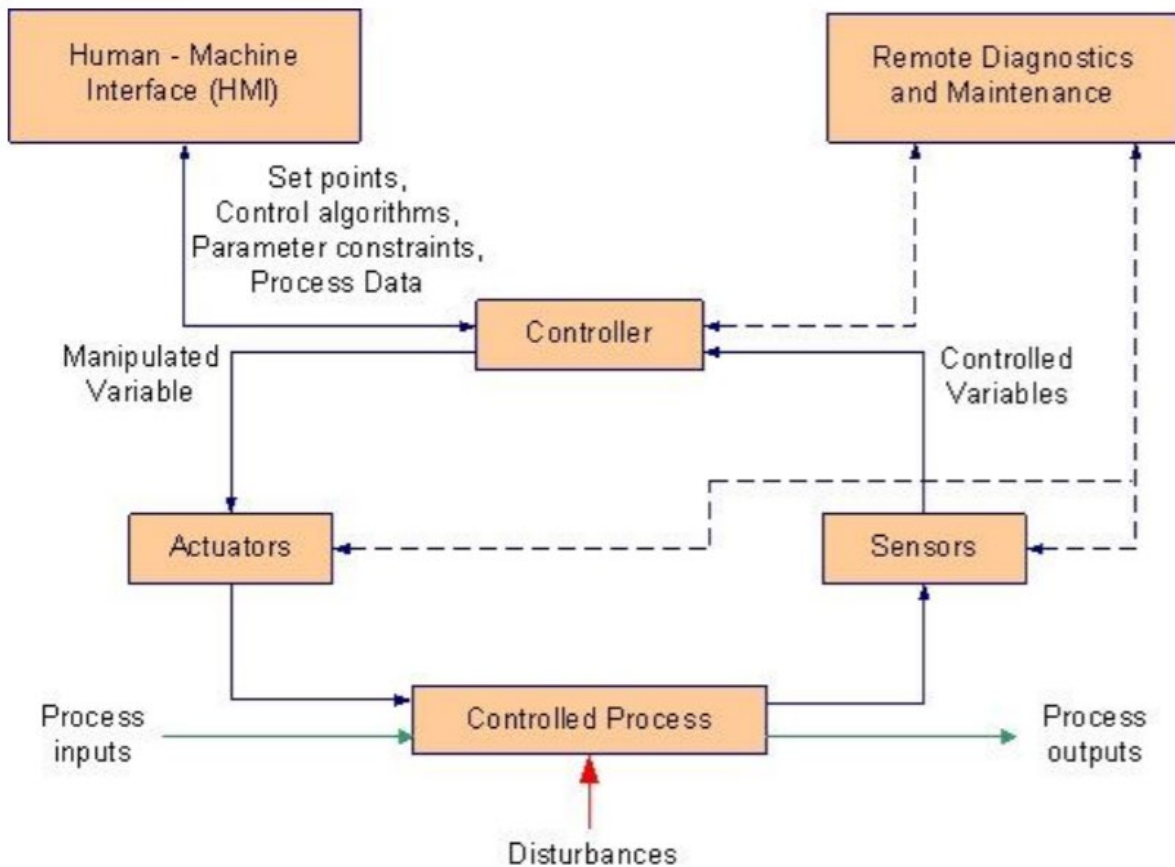 Human - Machine
Interface (HMI)
Remote Diagnostics
and Maintenance
Set points,
Control algorithms,
Parameter constraints,
Process Data
Controller
Manipulated
Variable
Controlled
Variables
Actuators
Sensors
Process
inputs
Controlled Process
Process
outputs
Disturbances